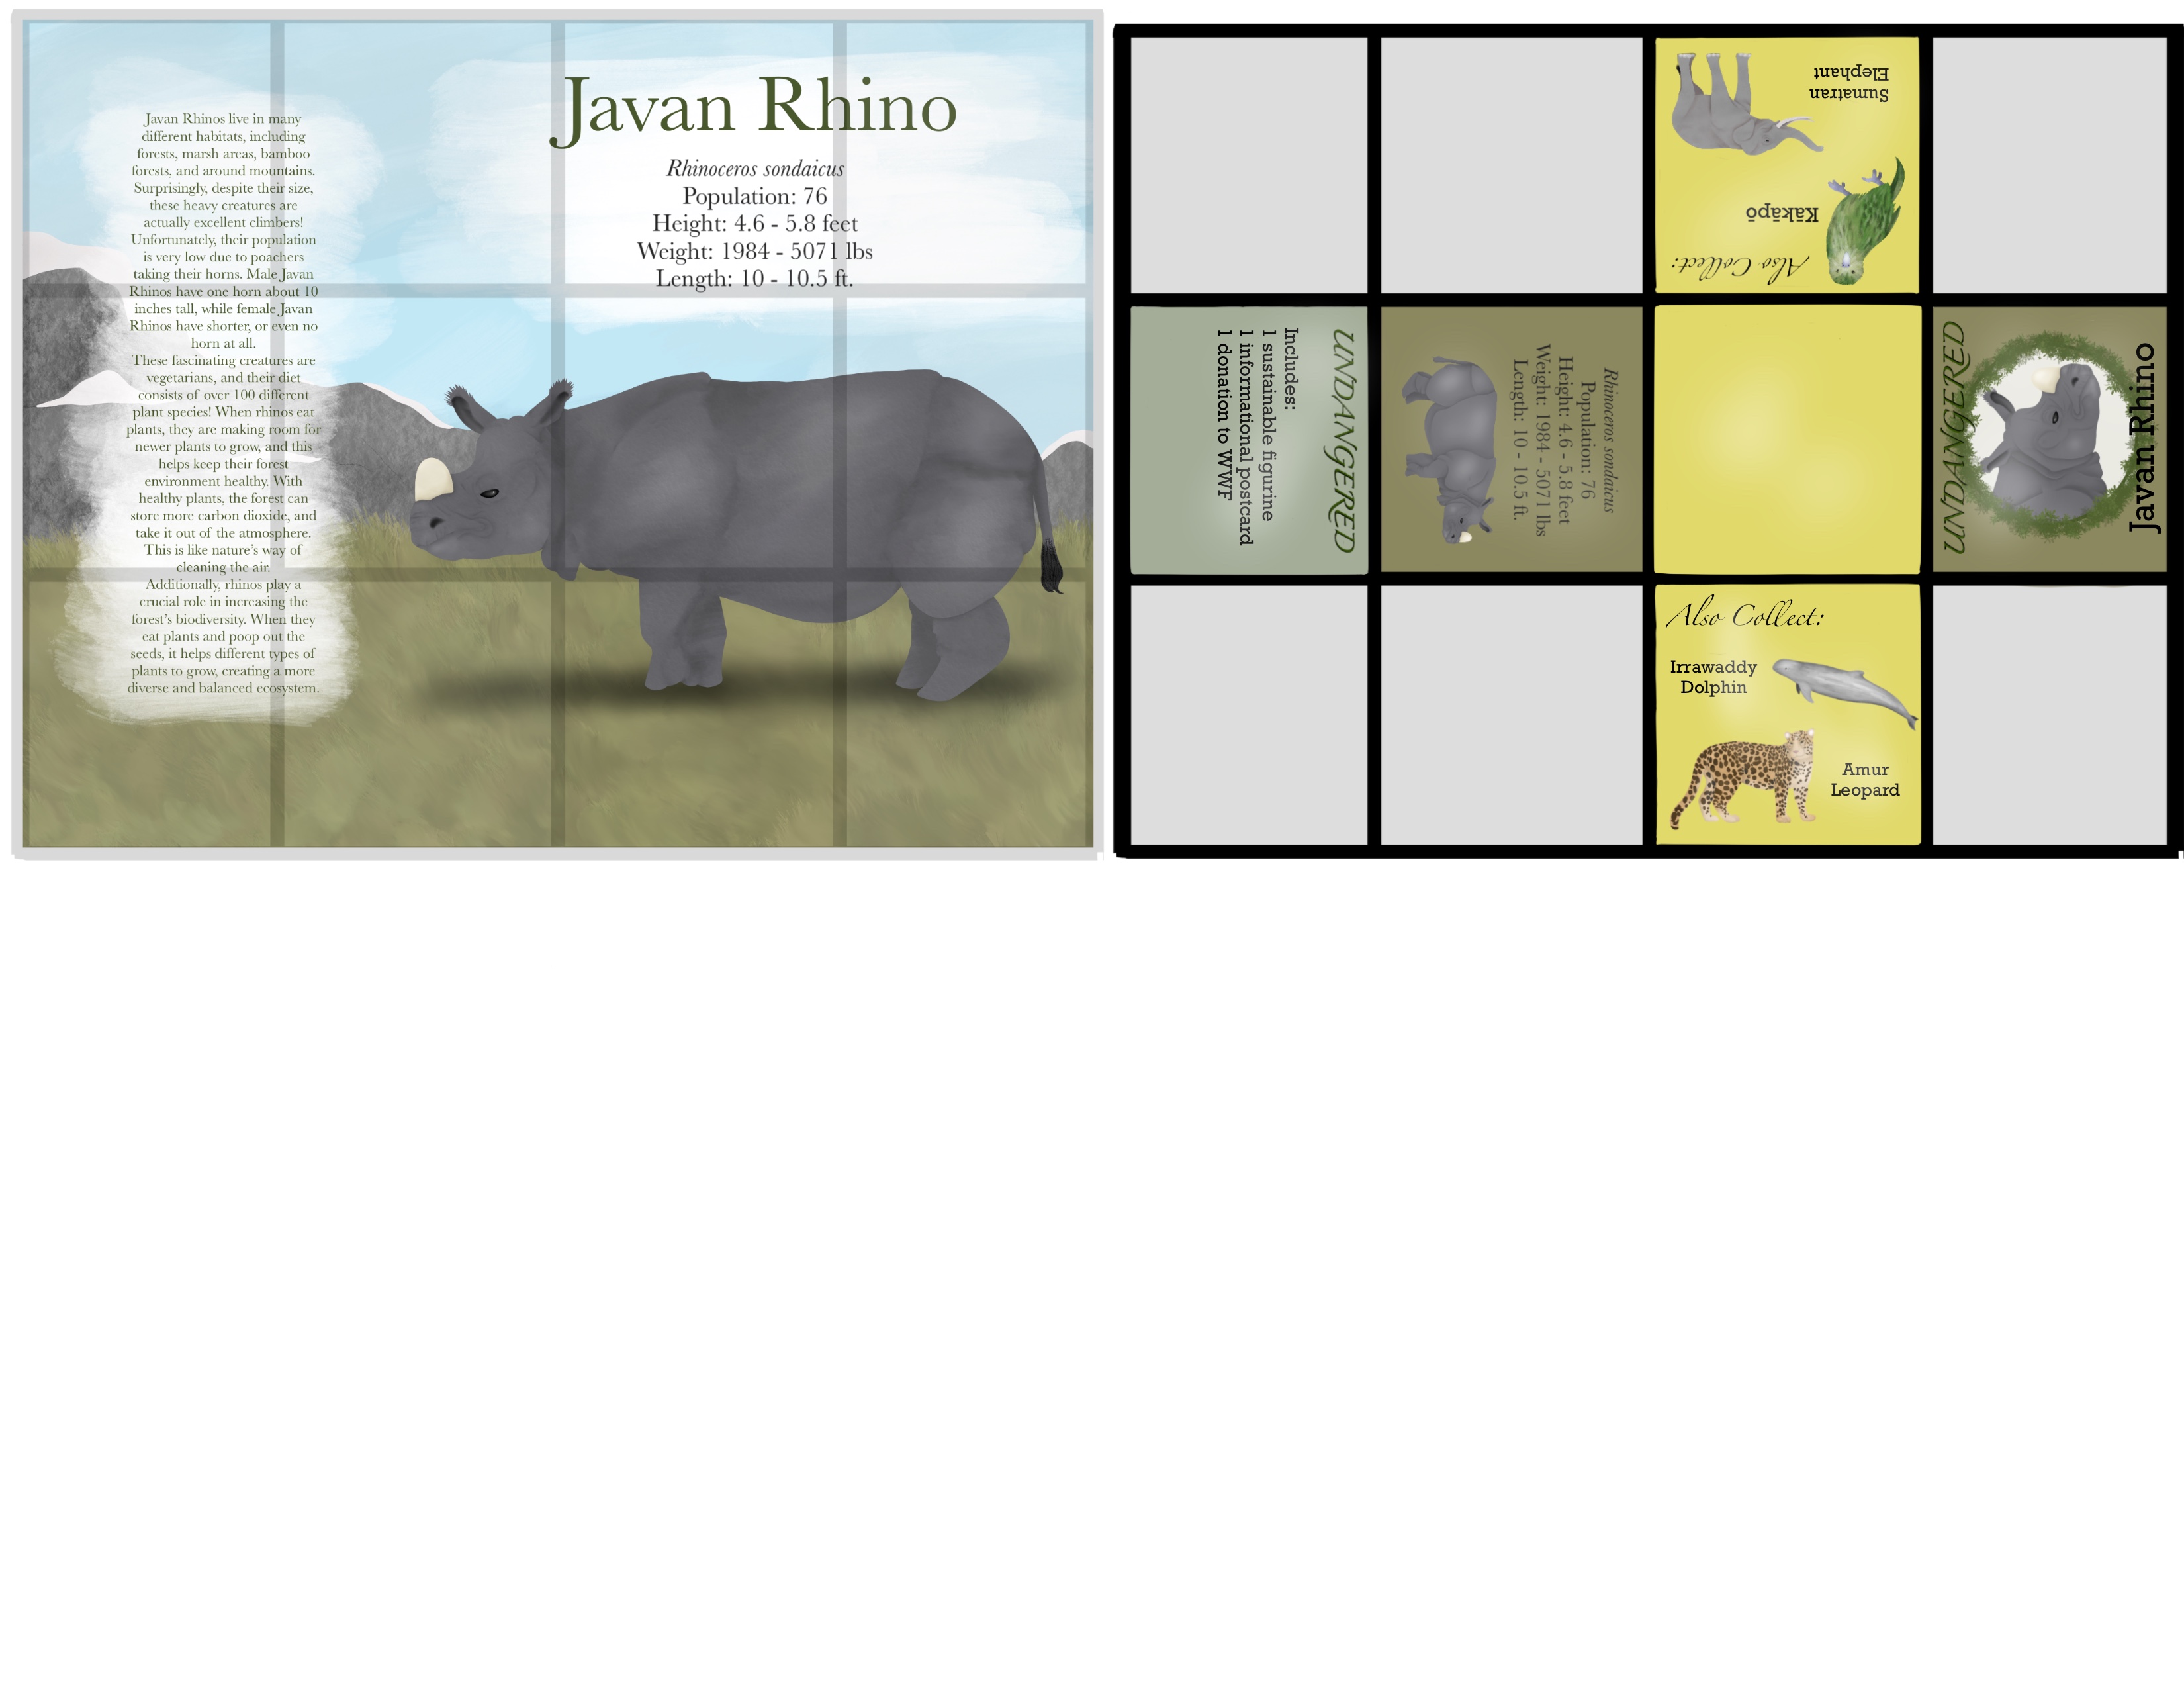 Javan Rhino
Rhinoceros sondaicus
Population: 76
Height: 4.6 - 5.8 feet
Weight: 1984 - 5071 lbs
Length: 10 - 10.5 ft.
Javan Rhinos live in many
different habitats, including
forests, marsh areas, bamboo
forests, and around mountains.
Surprisingly, despite their size,
these heavy creatures are
actually excellent climbers!
Unfortunately, their population
is very low due to poachers
taking their horns. Male Javan
Rhinos have one horn about 10
inches tall, while female Javan
Rhinos have shorter, or even no
horn at all.
These fascinating creatures are
vegetarians, and their diet
consists of over 100 different
plant species! When rhinos eat
plants, they are making room for
newer plants to grow, and this
helps keep their forest
environment healthy. With
healthy plants, the forest can
store more carbon dioxide, and
take it out of the atmosphere.
This is like nature's way of
cleaning the air.
Additionally, rhinos play a
crucial role in increasing the
forest's biodiversity. When they
eat plants and poop out the
seeds, it helps different types of
plants to grow, creating a more
diverse and balanced ecosystem.
Also Collect:
Kākāpō
Sumatran
Elephant
UNDANGERED
Includes:
1 sustainable figurine
1 informational postcard
1 donation to WWF
Rhinoceros sondaicus
Population: 76
Height: 4.6 - 5.8 feet
Weight: 1984 - 5071 lbs
Length: 10 - 10.5 ft.
UNDANGERED
Javan Rhino
Also Collect:
Irrawaddy
Dolphin
Amur
Leopard